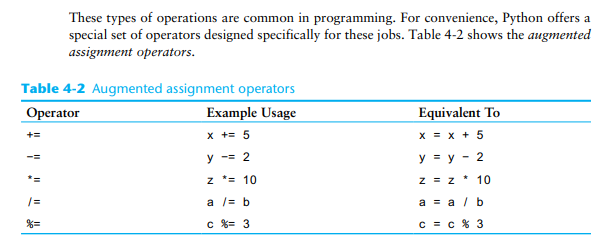 These types of operations are common in programming. For convenience, Python offers a
special set of operators designed specifically for these jobs. Table 4-2 shows the augmented
assignment operators.
Table 4-2 Augmented assignment operators
Operator Example Usage Equivalent To
+= x += 5 x = x + 5
-= y -= 2 y = y - 2
*= z *= 10 z = z * 10
/= a /= b a = a / b
%= c %= 3 c = c % 3